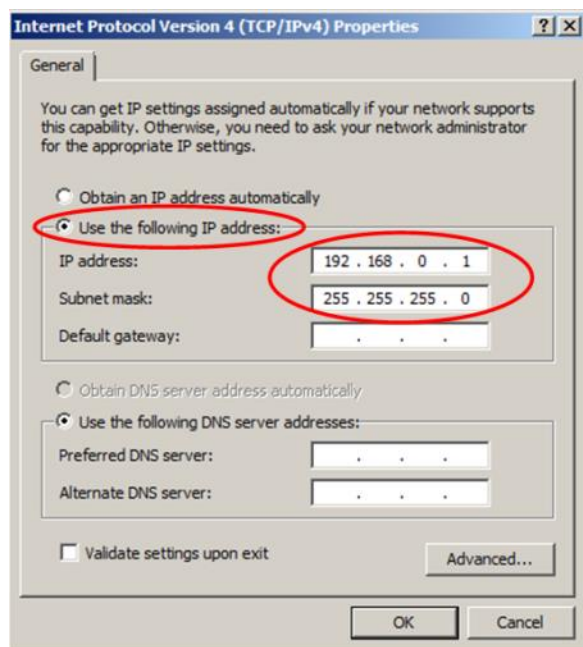 Internet Protocol Version 4 (TCP/IPv4) Properties
General
You can get IP settings assigned automatically if your network supports
this capability. Otherwise, you need to ask your network administrator
for the appropriate IP settings.
Obtain an IP address automatically
Use the following IP address:
IP address: 192 . 168 . 0 . 1
Subnet mask: 255 . 255 . 255 . 0
Default gateway: . . .
Obtain DNS server address automatically
Use the following DNS server addresses:
Preferred DNS server: . . .
Alternate DNS server: . . .
Validate settings upon exit
Advanced...
OK Cancel